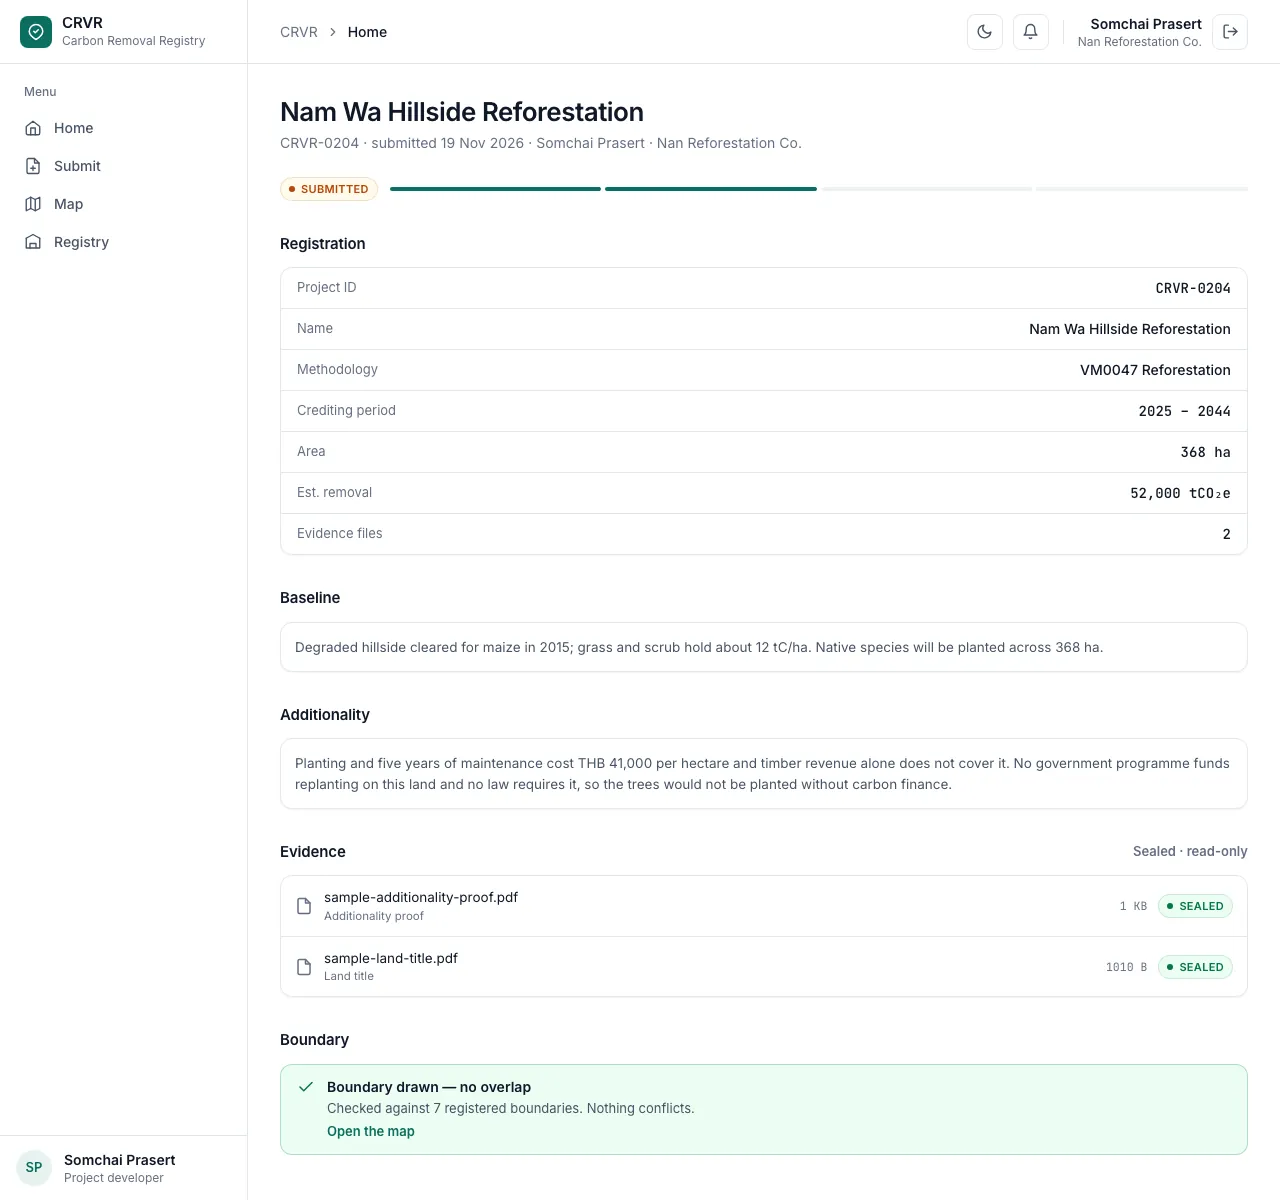 CRVR
Carbon Removal Registry
CRVR > Home
Somchai Prasert
Nan Reforestation Co.
Menu
Home
Submit
Map
Registry
Nam Wa Hillside Reforestation
CRVR-0204 · submitted 19 Nov 2026 · Somchai Prasert · Nan Reforestation Co.
SUBMITTED
Registration
Project ID CRVR-0204
Name Nam Wa Hillside Reforestation
Methodology VM0047 Reforestation
Crediting period 2025 – 2044
Area 368 ha
Est. removal 52,000 tCO₂e
Evidence files 2
Baseline
Degraded hillside cleared for maize in 2015; grass and scrub hold about 12 tC/ha. Native species will be planted across 368 ha.
Additionality
Planting and five years of maintenance cost THB 41,000 per hectare and timber revenue alone does not cover it. No government programme funds
replanting on this land and no law requires it, so the trees would not be planted without carbon finance.
Evidence Sealed · read-only
sample-additionality-proof.pdf
Additionality proof
1 KB SEALED
sample-land-title.pdf
Land title
1010 B SEALED
Boundary
Boundary drawn — no overlap
Checked against 7 registered boundaries. Nothing conflicts.
Open the map
SP
Somchai Prasert
Project developer